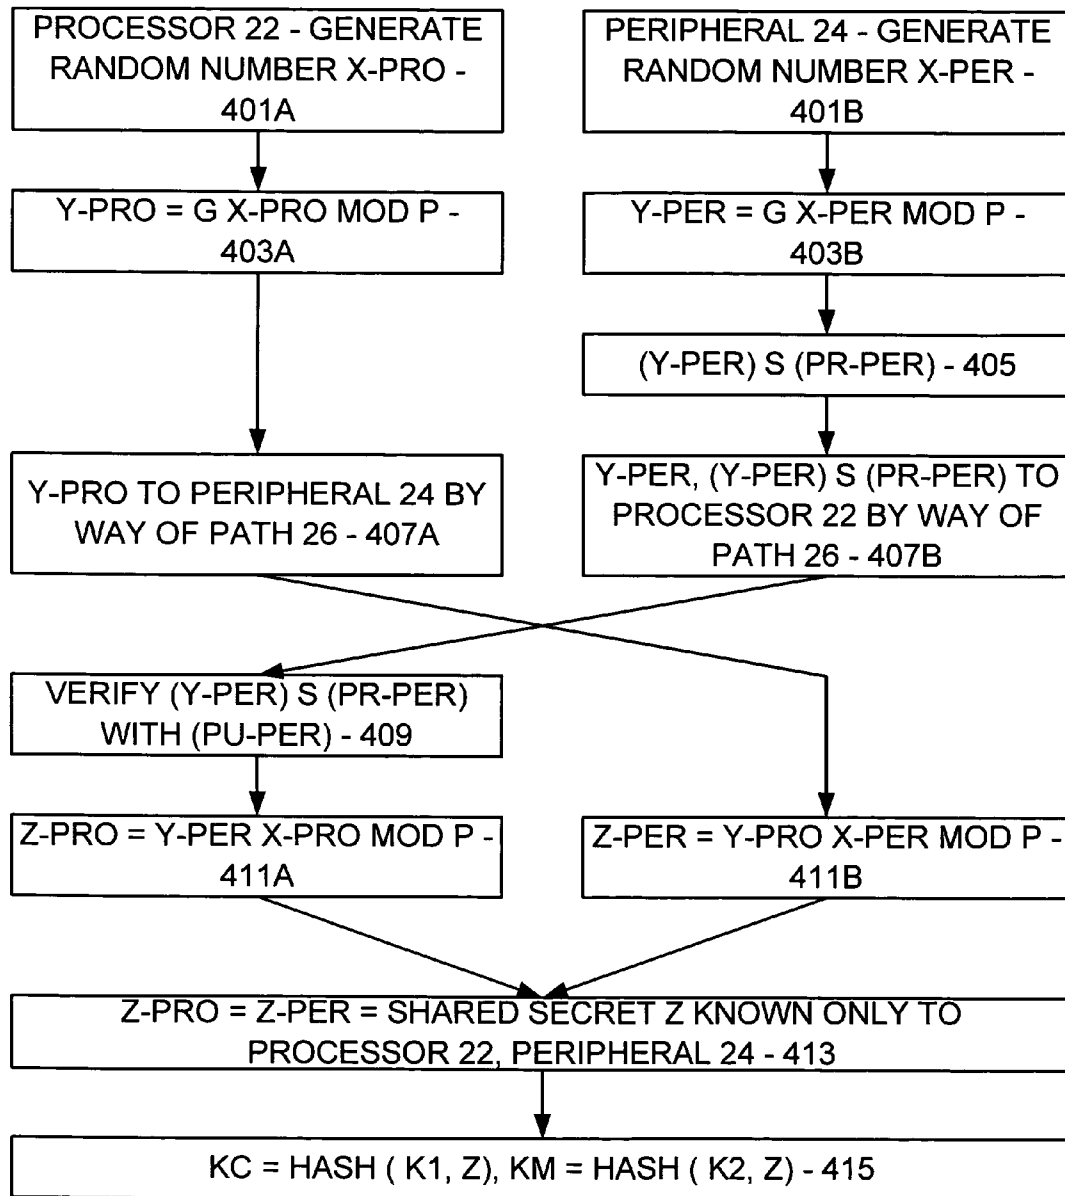 PROCESSOR 22 - GENERATE
RANDOM NUMBER X-PRO -
401A
PERIPHERAL 24 - GENERATE
RANDOM NUMBER X-PER -
401B
Y-PRO = G X-PRO MOD P -
403A
Y-PER = G X-PER MOD P -
403B
(Y-PER) S (PR-PER) - 405
Y-PRO TO PERIPHERAL 24 BY
WAY OF PATH 26 - 407A
Y-PER, (Y-PER) S (PR-PER) TO
PROCESSOR 22 BY WAY OF
PATH 26 - 407B
VERIFY (Y-PER) S (PR-PER)
WITH (PU-PER) - 409
Z-PRO = Y-PER X-PRO MOD P -
411A
Z-PER = Y-PRO X-PER MOD P -
411B
Z-PRO = Z-PER = SHARED SECRET Z KNOWN ONLY TO
PROCESSOR 22, PERIPHERAL 24 - 413
KC = HASH ( K1, Z), KM = HASH ( K2, Z) - 415